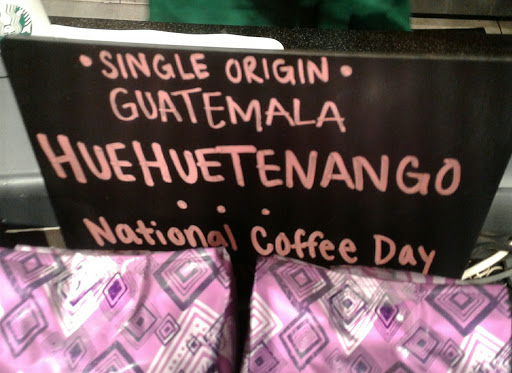 • SINGLE ORIGIN •
GUATEMALA
HUEHUETENANGO
...
National Coffee Day